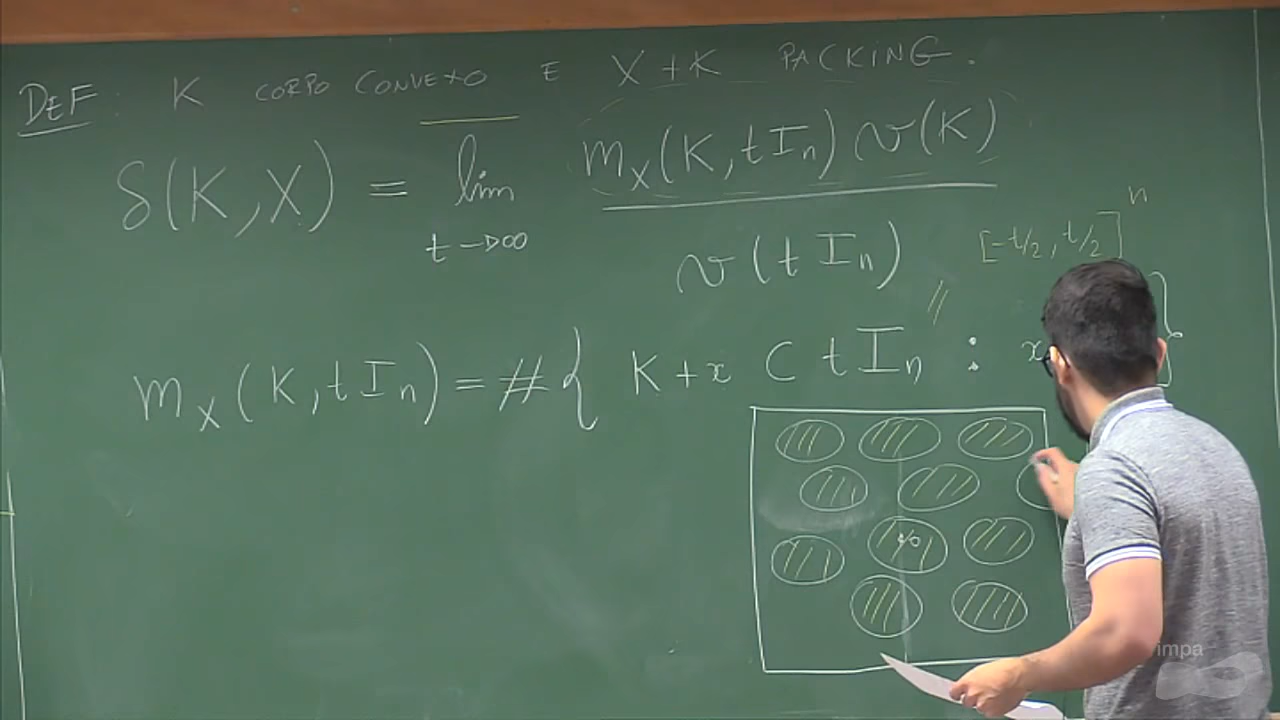 DEF: K CORPO CONVEXO E X+K PACKING.
δ(K,X) = lim t→∞ m_X(K,tI_n) v(K) / v(tI_n)
[-t/2, t/2]^n
//
m_X(K,tI_n) = #{ K+x ⊂ tI_n : x }
impa